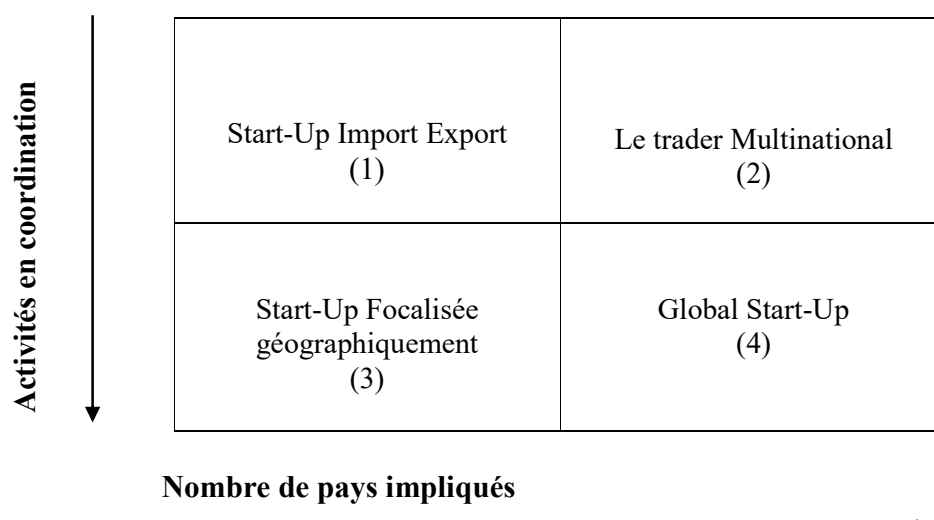 Activités en coordination
Start-Up Import Export
(1)
Le trader Multinational
(2)
Start-Up Focalisée
géographiquement
(3)
Global Start-Up
(4)
Nombre de pays impliqués